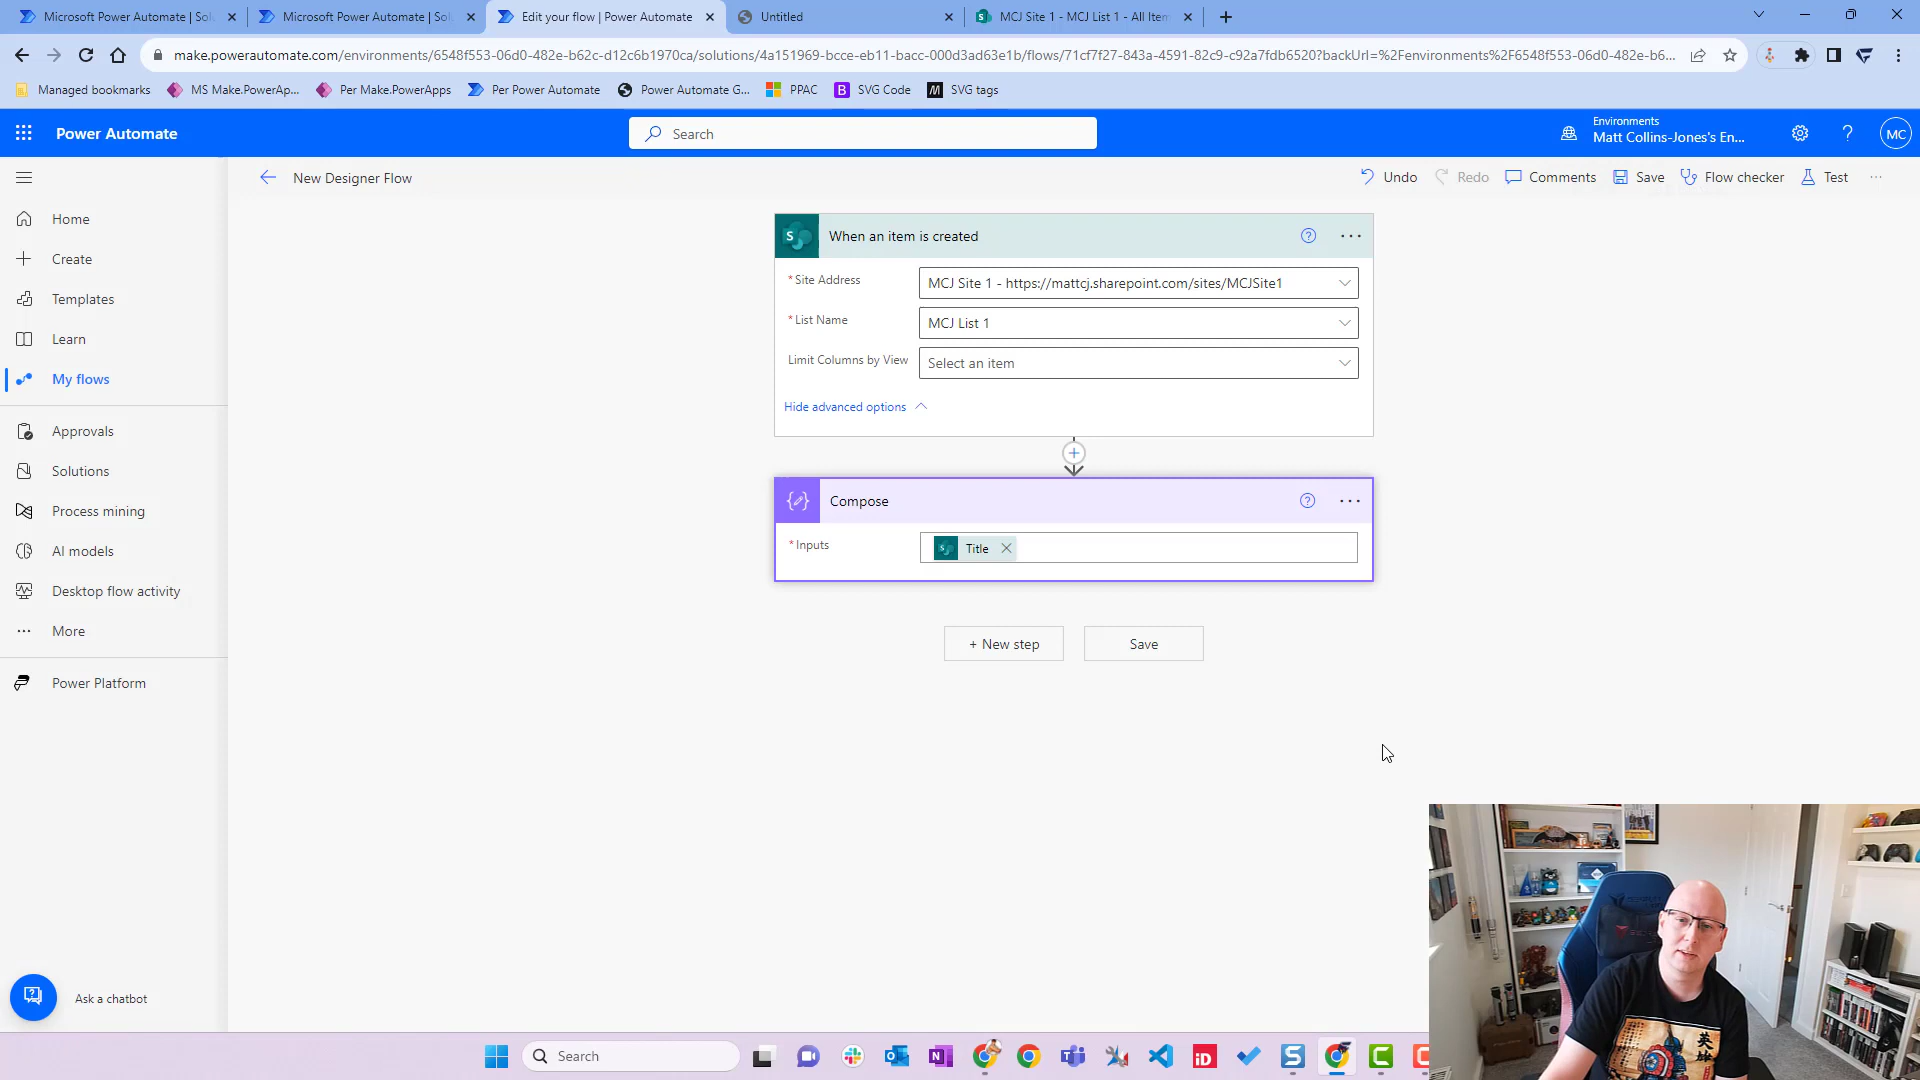 Microsoft Power Automate | Sol
Microsoft Power Automate | Sol
Edit your flow | Power Automate
Untitled
MCJ Site 1 - MCJ List 1 - All Item
make.powerautomate.com/environments/6548f553-06d0-482e-b62c-d12c6b1970ca/solutions/4a151969-bcce-eb11-bacc-000d3ad63e1b/flows/71cf7f27-843a-4591-82c9-c92a7fdb6520?backUrl=%2Fenvironments%2F6548f553-06d0-482e-b6...
Managed bookmarks
MS Make.PowerAp...
Per Make.PowerApps
Per Power Automate
Power Automate G...
PPAC
SVG Code
SVG tags
Power Automate
Search
Environments
Matt Collins-Jones's En...
MC
New Designer Flow
Undo
Redo
Comments
Save
Flow checker
Test
Home
Create
Templates
Learn
My flows
Approvals
Solutions
Process mining
AI models
Desktop flow activity
More
Power Platform
Ask a chatbot
When an item is created
* Site Address
MCJ Site 1 - https://mattcj.sharepoint.com/sites/MCJSite1
* List Name
MCJ List 1
Limit Columns by View
Select an item
Hide advanced options
Compose
* Inputs
Title
+ New step
Save
Search
英